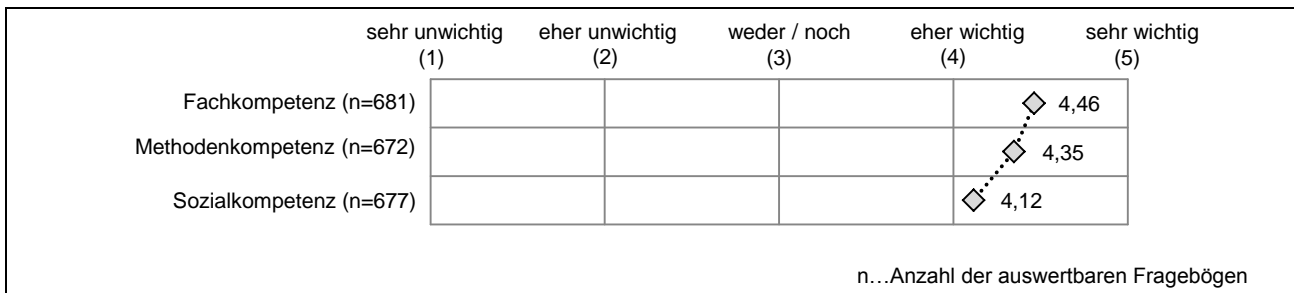 sehr unwichtig eher unwichtig weder / noch eher wichtig sehr wichtig
(1) (2) (3) (4) (5)
Fachkompetenz (n=681) 4,46
Methodenkompetenz (n=672) 4,35
Sozialkompetenz (n=677) 4,12
n…Anzahl der auswertbaren Fragebögen